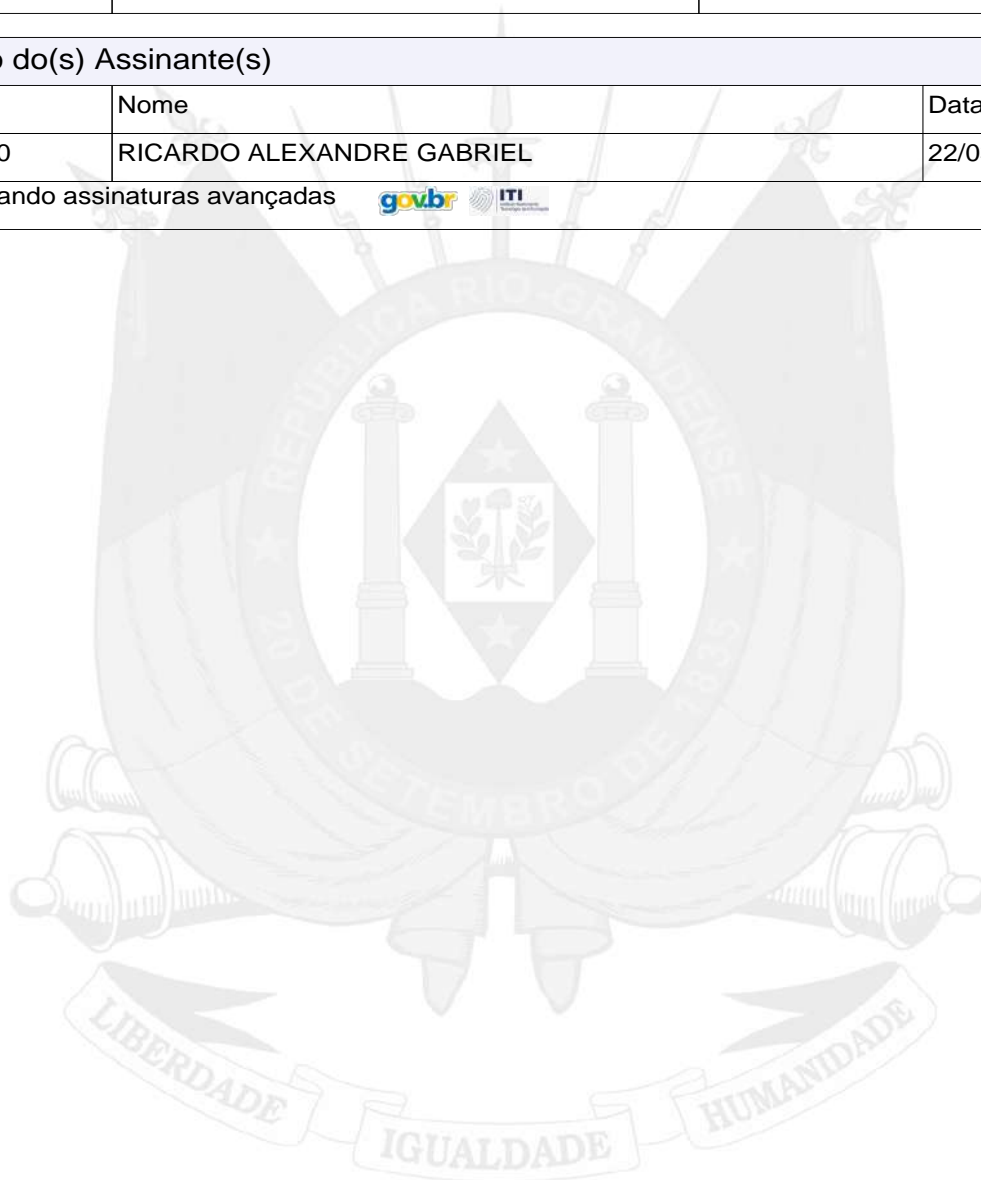 do(s) Assinante(s)
Nome
Data
0
RICARDO ALEXANDRE GABRIEL
22/0
ando assinaturas avançadas
gov.br
ITI
REPÚBLICA RIO-GRANDENSE
20 DE SETEMBRO DE 1835
LIBERDADE
IGUALDADE
HUMANIDADE